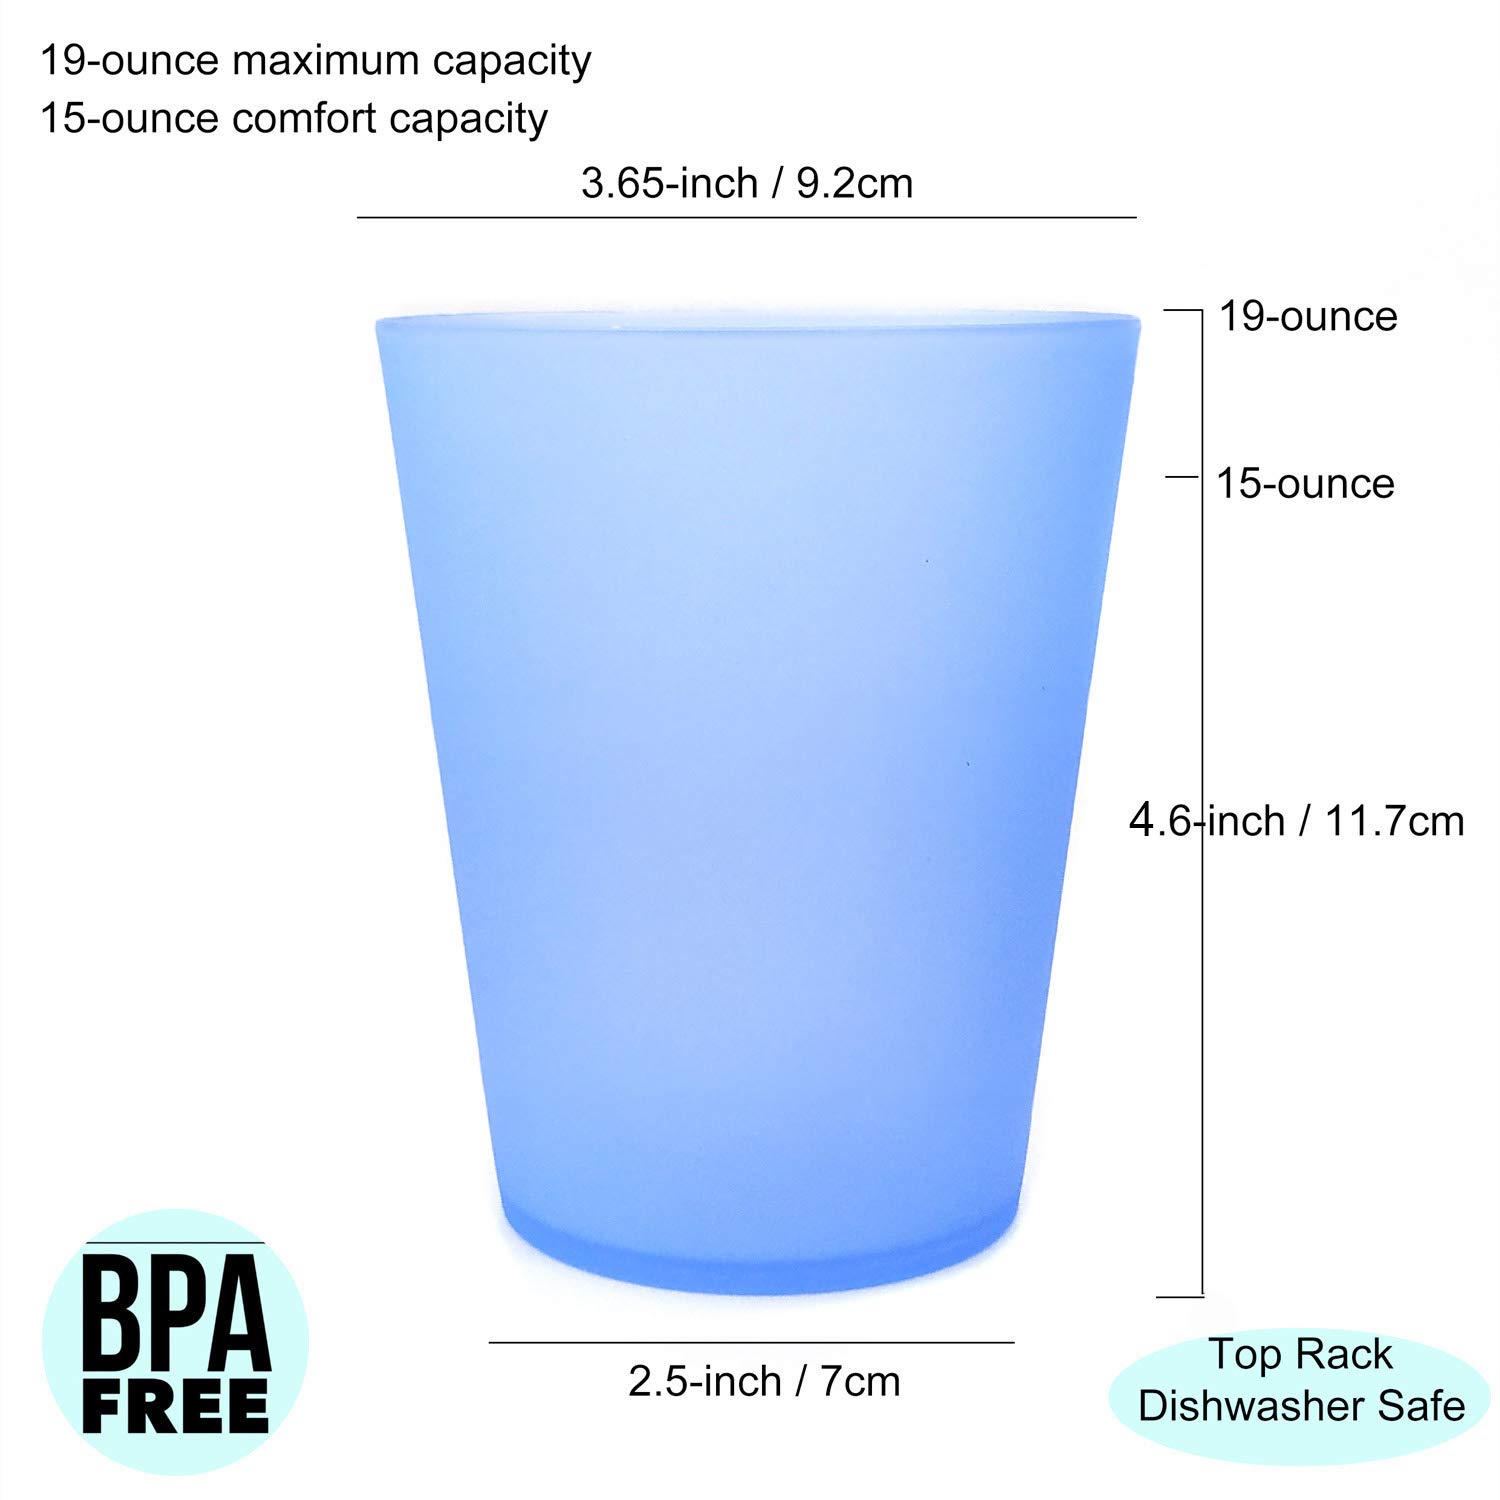 19-ounce maximum capacity
15-ounce comfort capacity
3.65-inch / 9.2cm
19-ounce
15-ounce
4.6-inch / 11.7cm
2.5-inch / 7cm
BPA
FREE
Top Rack
Dishwasher Safe